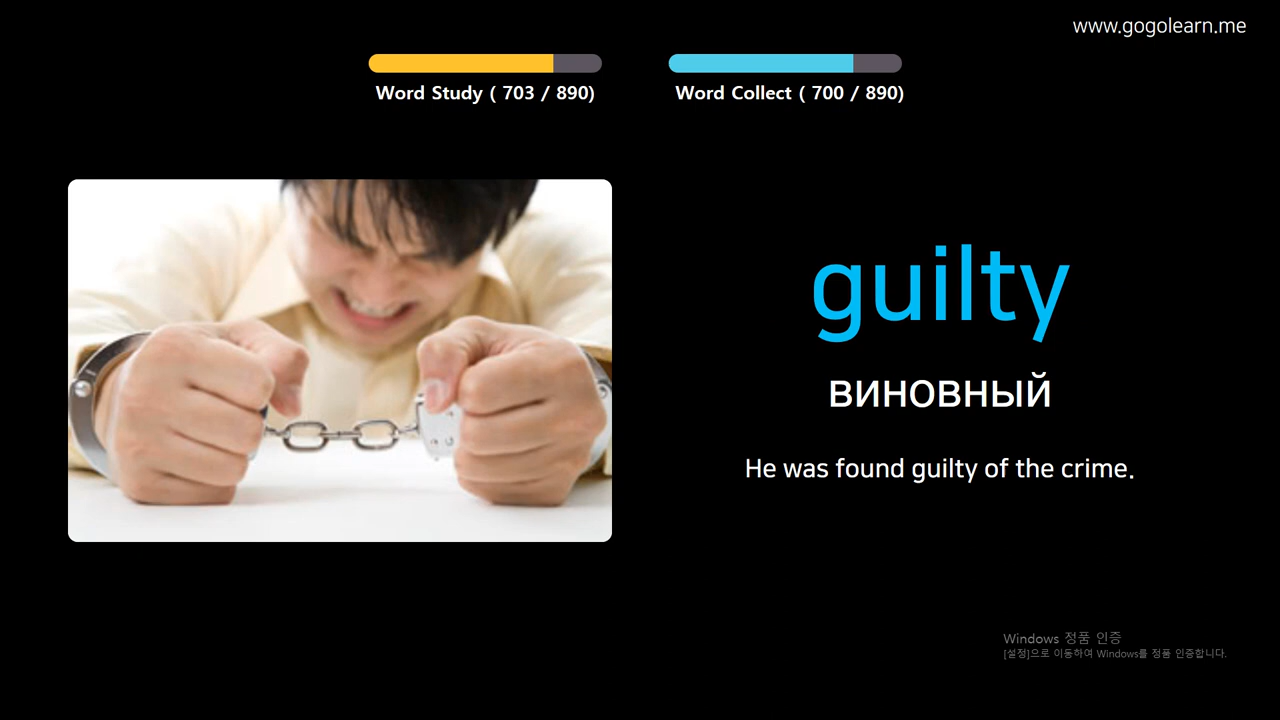 www.gogolearn.me
Word Study ( 703 / 890)
Word Collect ( 700 / 890)
guilty
виновный
He was found guilty of the crime.
Windows 정품 인증
[설정]으로 이동하여 Windows를 정품 인증합니다.